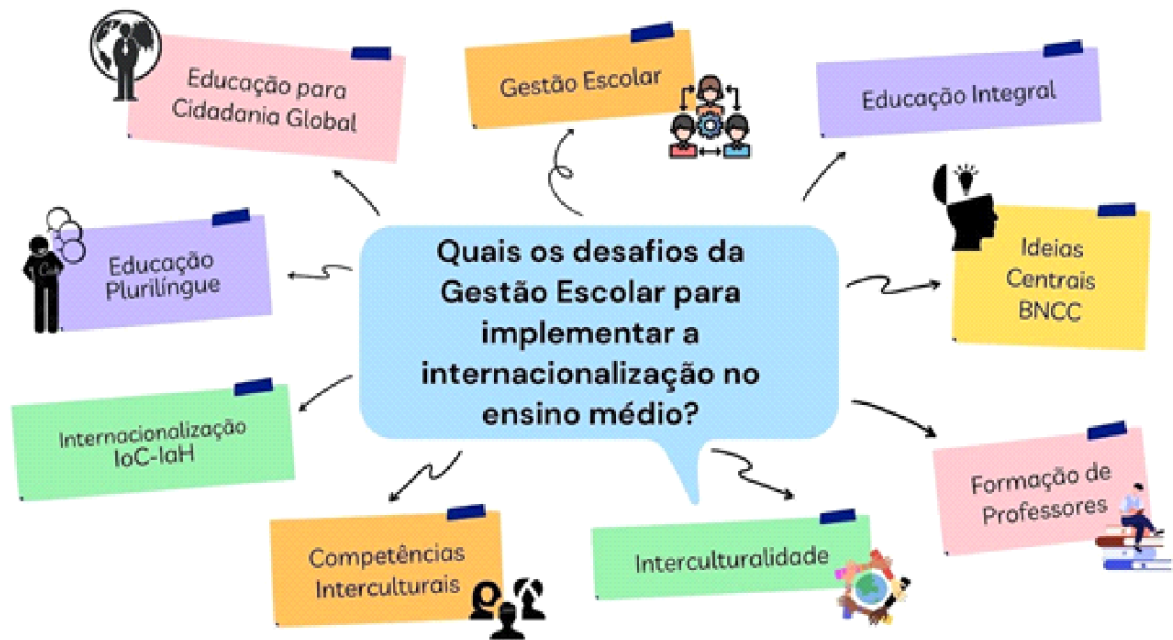 Educação para
Cidadania Global
Gestão Escolar
Educação Integral
Educação
Plurilíngue
Quais os desafios da
Gestão Escolar para
implementar a
internacionalização no
ensino médio?
Ideias
Centrais
BNCC
Internacionalização
IoC-IaH
Formação de
Professores
Competências
Interculturais
Interculturalidade